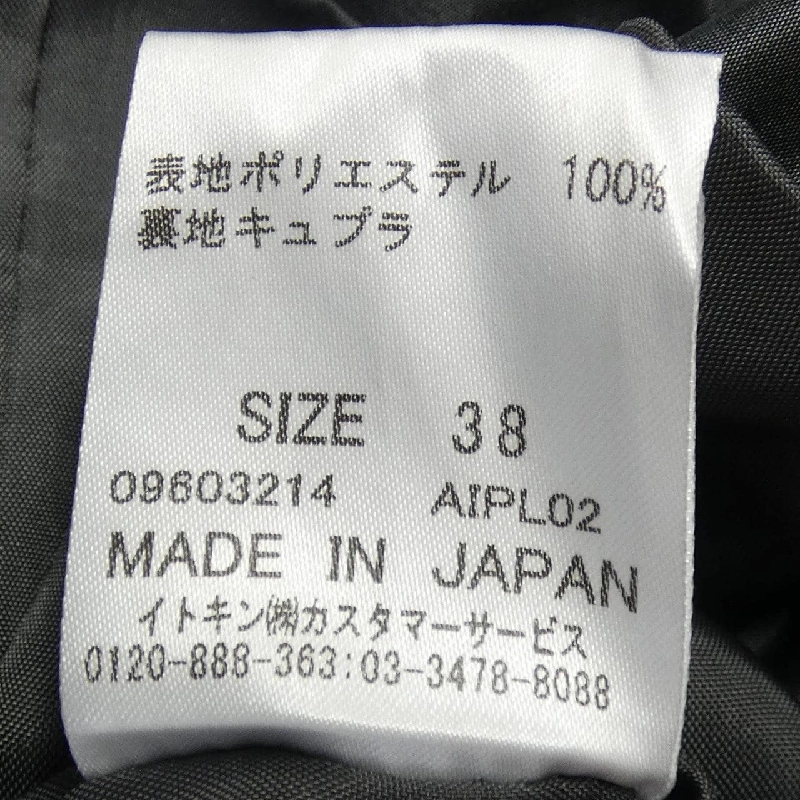 表地ポリエステル 100%
裏地キュプラ
SIZE 38
09603214 AIPL02
MADE IN JAPAN
イトキン㈱カスタマーサービス
0120-888-363:03-3478-8088